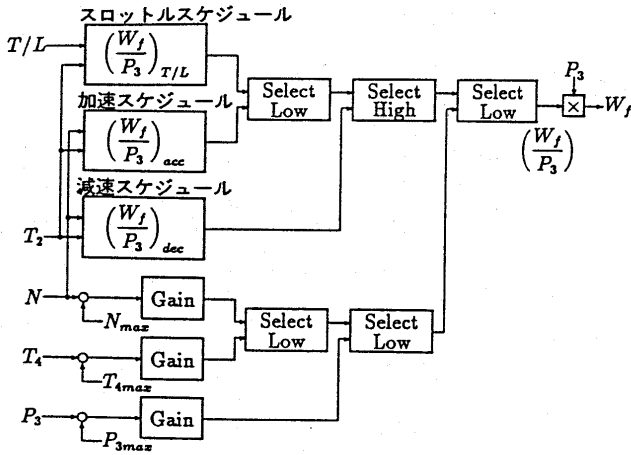 スロットルスケジュール
T/L
(W_f/P_3)_{T/L}
加速スケジュール
(W_f/P_3)_{acc}
減速スケジュール
(W_f/P_3)_{dec}
T_2
Select
Low
Select
High
Select
Low
P_3
×
W_f
(W_f/P_3)
N
N_{max}
Gain
T_4
T_{4max}
Gain
Select
Low
Select
Low
P_3
P_{3max}
Gain